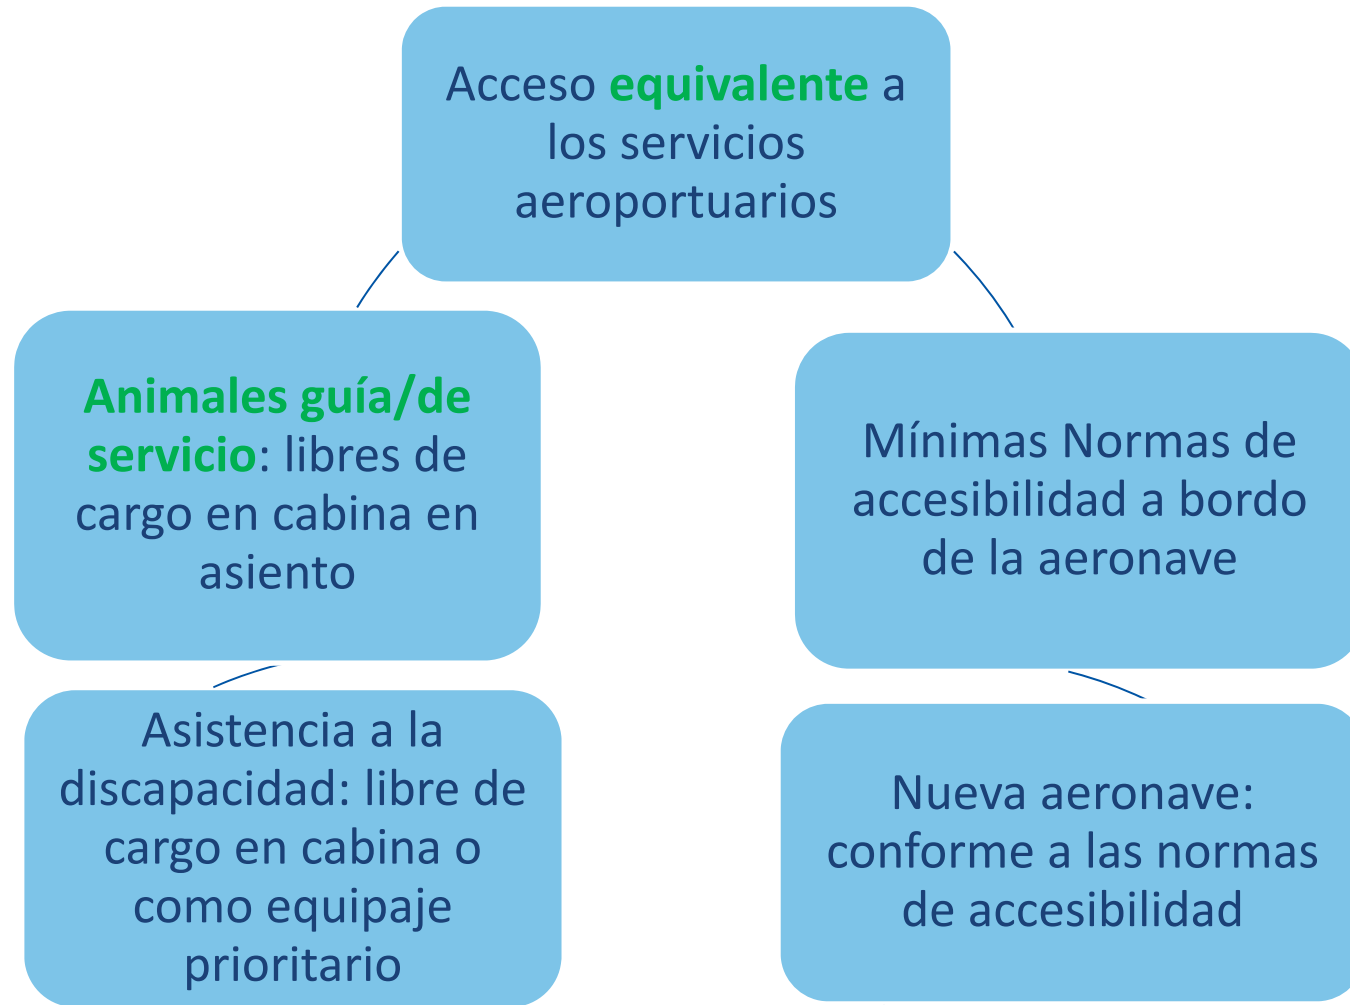 Acceso equivalente a
los servicios
aeroportuarios
Animales guía/de
servicio: libres de
cargo en cabina en
asiento
Mínimas Normas de
accesibilidad a bordo
de la aeronave
Asistencia a la
discapacidad: libre de
cargo en cabina o
como equipaje
prioritario
Nueva aeronave:
conforme a las normas
de accesibilidad